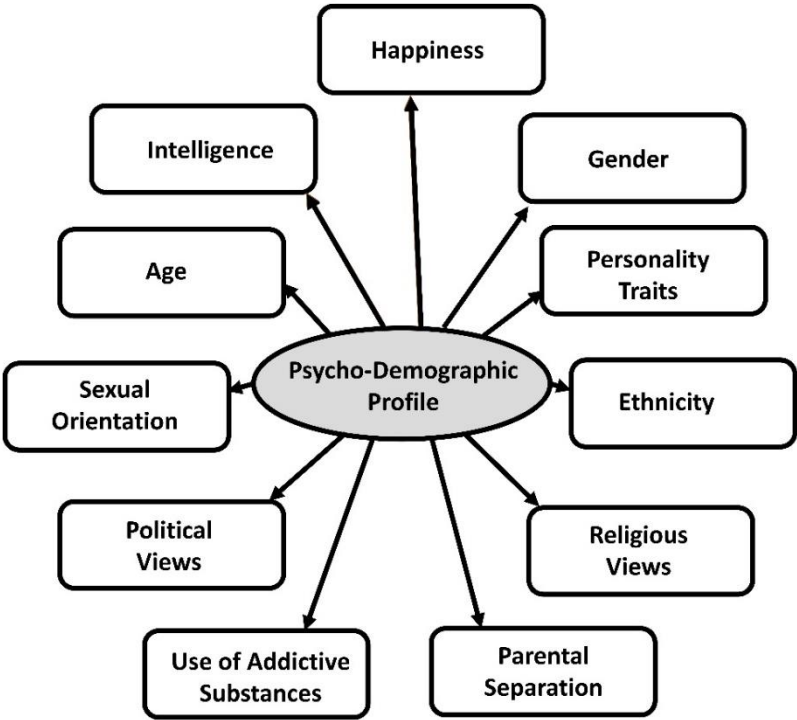 Happiness
Intelligence
Gender
Age
Personality
Traits
Psycho-Demographic
Profile
Sexual
Orientation
Ethnicity
Political
Views
Religious
Views
Use of Addictive
Substances
Parental
Separation